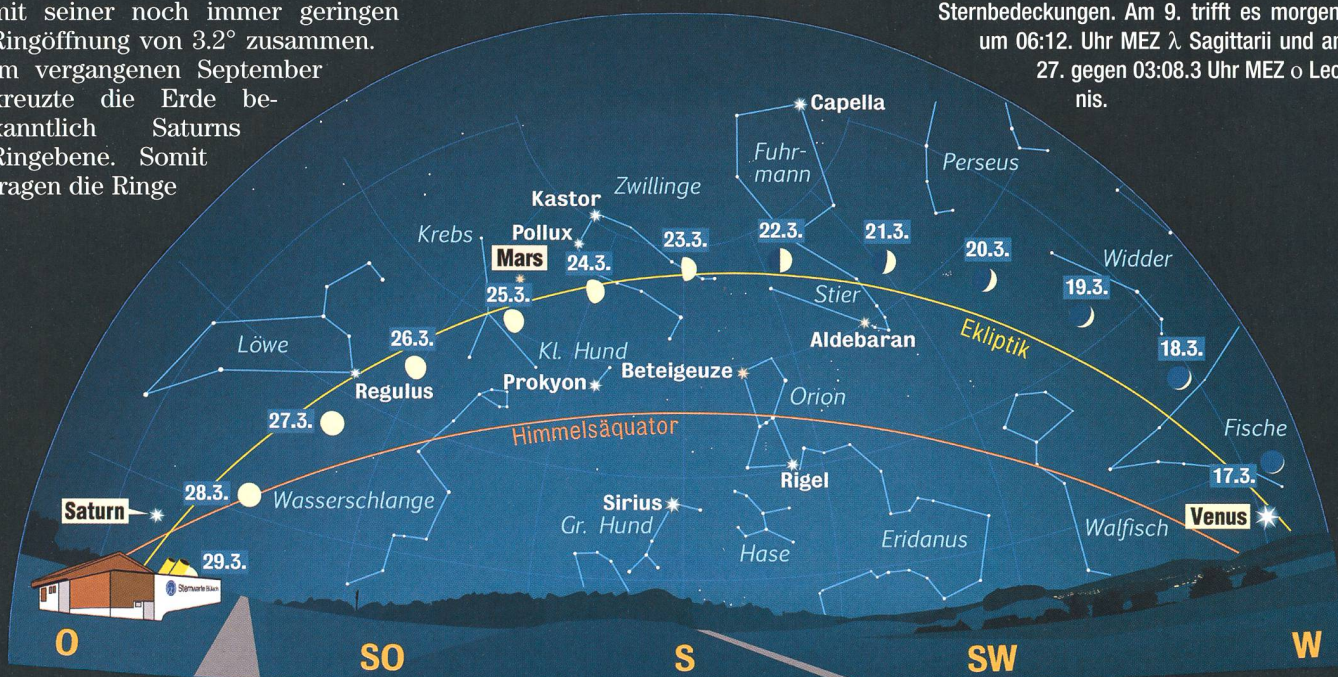 mit seiner noch immer geringen
Ringöffnung von 3.2° zusammen.
Im vergangenen September
kreuzte die Erde be-
kanntlich Saturns
Ringebene. Somit
ragen die Ringe
Sternbedeckungen. Am 9. trifft es morgen
um 06:12. Uhr MEZ λ Sagittarii und
27. gegen 03:08.3 Uhr MEZ ο Leo
nis.
Capella
Fuhr-
mann
Perseus
Zwillinge
Kastor
Pollux
Krebs
Mars
22.3.
21.3.
23.3.
20.3.
24.3.
Widder
19.3.
25.3.
Stier
Aldebaran
Ekliptik
26.3.
Löwe
18.3.
Kl. Hund
Prokyon
Beteigeuze
Regulus
Orion
27.3.
Himmelsäquator
Fische
17.3.
Rigel
28.3.
Wasserschlange
Saturn
Sirius
Gr. Hund
Hase
Eridanus
Walfisch
Venus
29.3.
Sternwarte Bülach
O
SO
S
SW
W